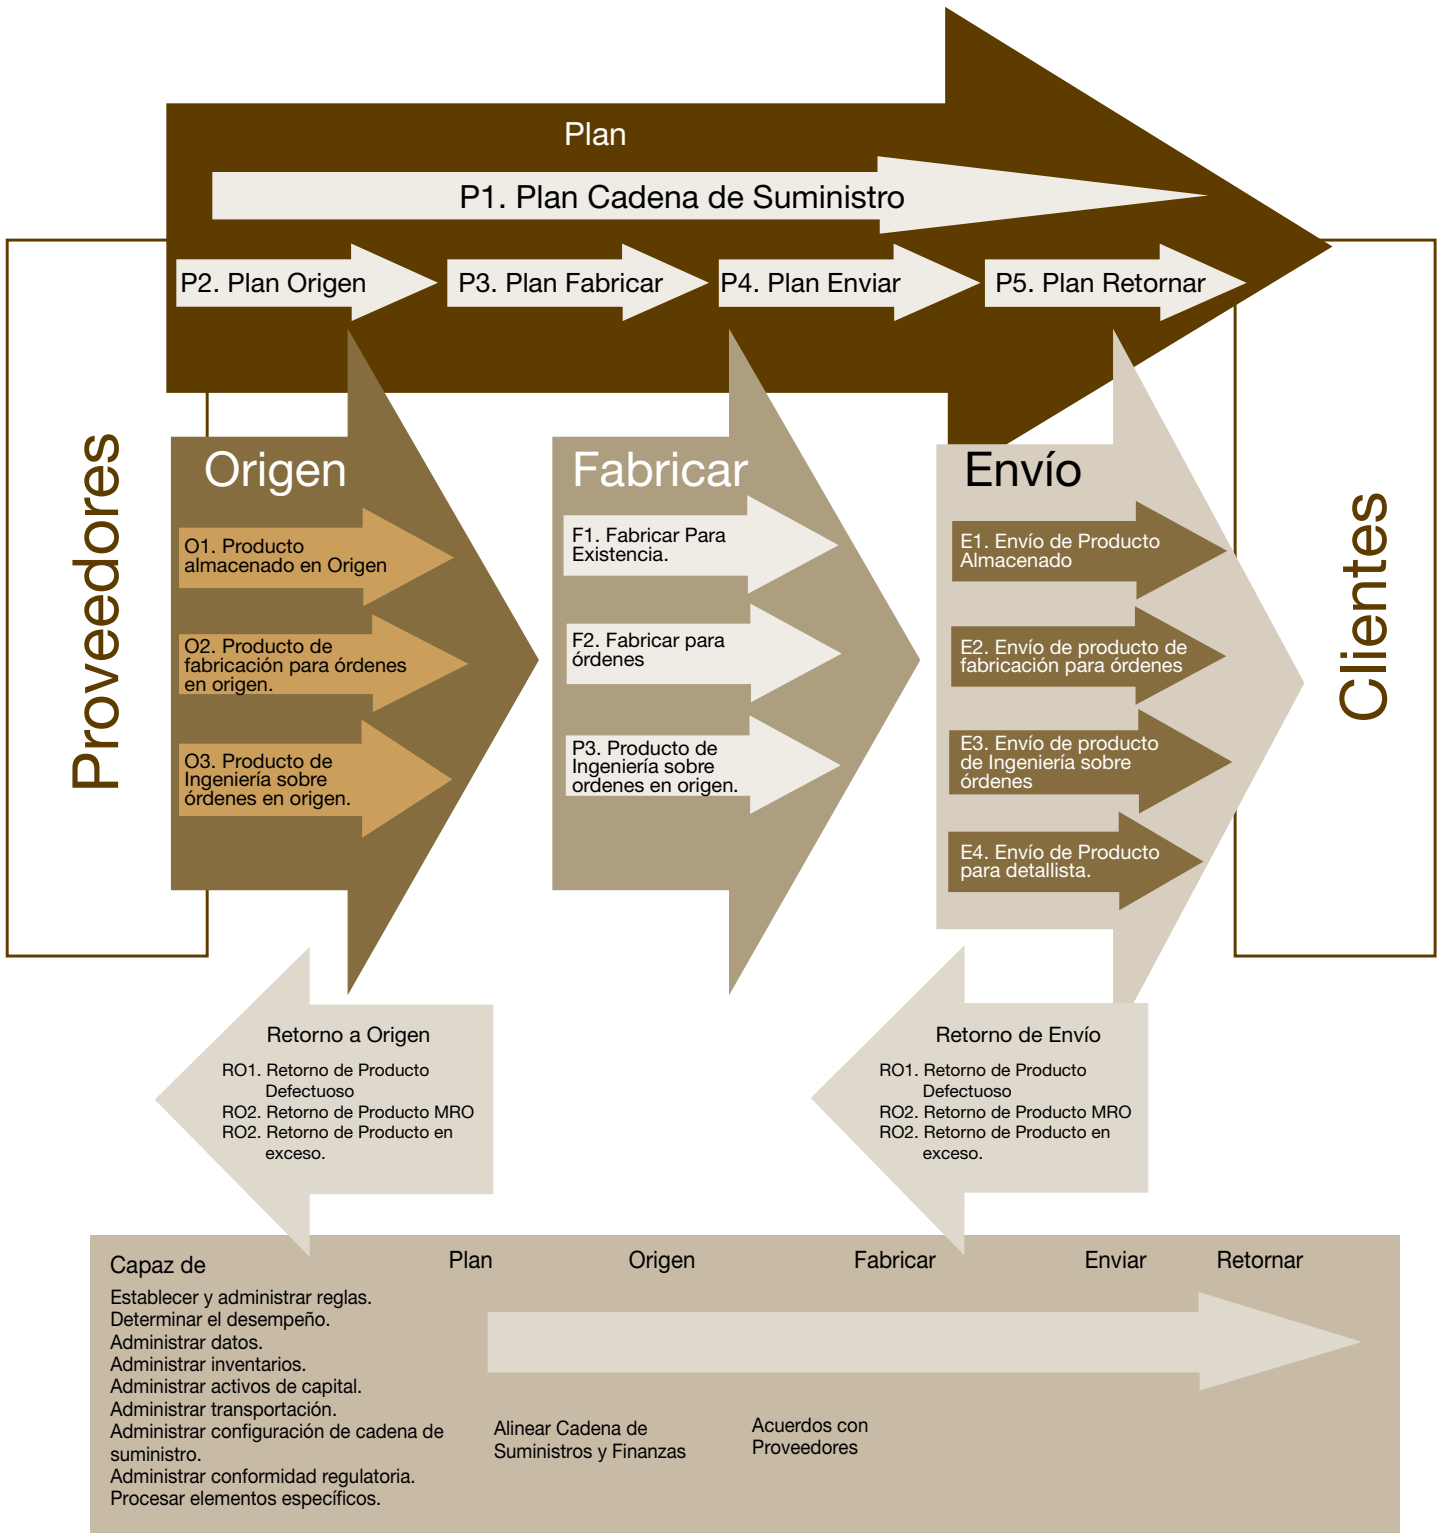 Plan
P1. Plan Cadena de Suministro
P2. Plan Origen
P3. Plan Fabricar
P4. Plan Enviar
P5. Plan Retornar
Proveedores
Origen
O1. Producto
almacenado en Origen
O2. Producto de
fabricación para órdenes
en origen.
O3. Producto de
Ingeniería sobre
órdenes en origen.
Fabricar
F1. Fabricar Para
Existencia.
F2. Fabricar para
órdenes
P3. Producto de
Ingeniería sobre
ordenes en origen.
Envío
E1. Envío de Producto
Almacenado
E2. Envío de producto de
fabricación para órdenes
E3. Envío de producto
de Ingeniería sobre
órdenes
E4. Envío de Producto
para detallista.
Clientes
Retorno a Origen
RO1. Retorno de Producto
Defectuoso
RO2. Retorno de Producto MRO
RO2. Retorno de Producto en
exceso.
Retorno de Envío
RO1. Retorno de Producto
Defectuoso
RO2. Retorno de Producto MRO
RO2. Retorno de Producto en
exceso.
Capaz de
Plan
Origen
Fabricar
Enviar
Retornar
Establecer y administrar reglas.
Determinar el desempeño.
Administrar datos.
Administrar inventarios.
Administrar activos de capital.
Administrar transportación.
Administrar configuración de cadena de
suministro.
Administrar conformidad regulatoria.
Procesar elementos específicos.
Alinear Cadena de
Suministros y Finanzas
Acuerdos con
Proveedores